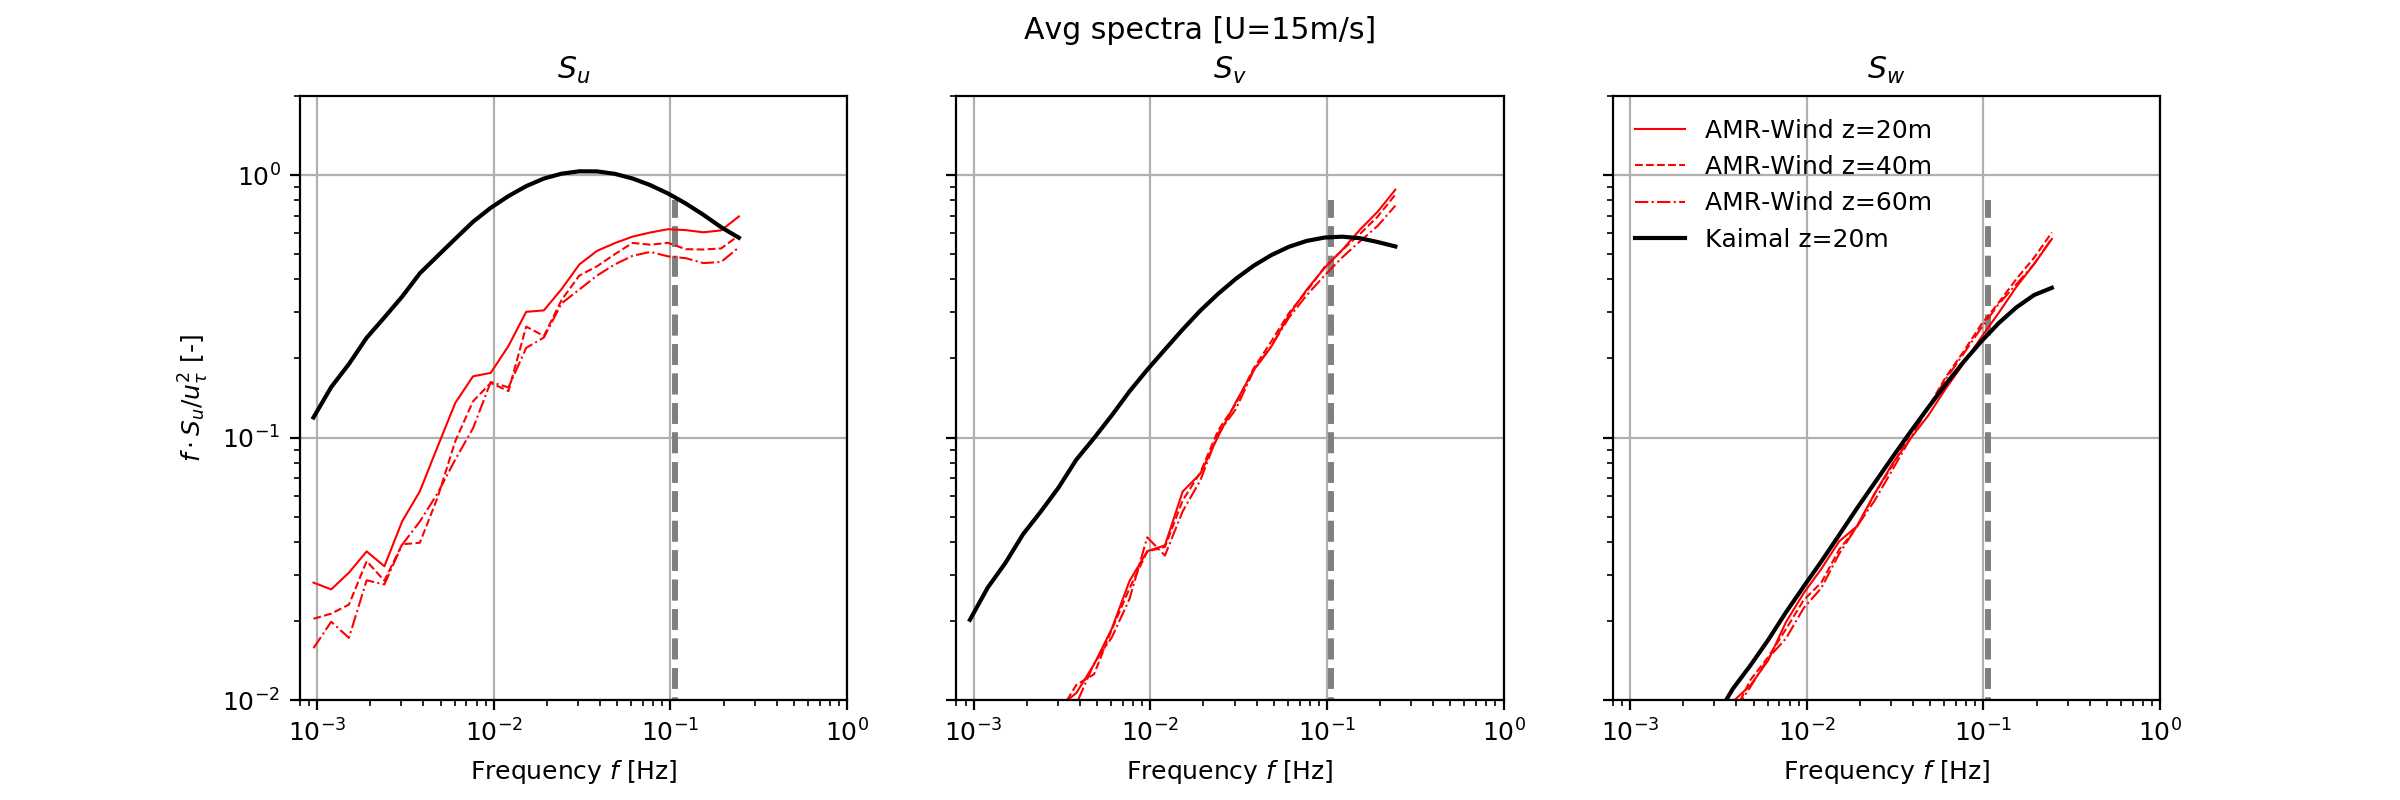 Avg spectra [U=15m/s]
S_u
S_v
S_w
f · S_u/u_τ^2 [-]
10^0
10^−1
10^−2
AMR-Wind z=20m
AMR-Wind z=40m
AMR-Wind z=60m
Kaimal z=20m
10^−3 10^−2 10^−1 10^0
10^−3 10^−2 10^−1 10^0
10^−3 10^−2 10^−1 10^0
Frequency f [Hz]
Frequency f [Hz]
Frequency f [Hz]